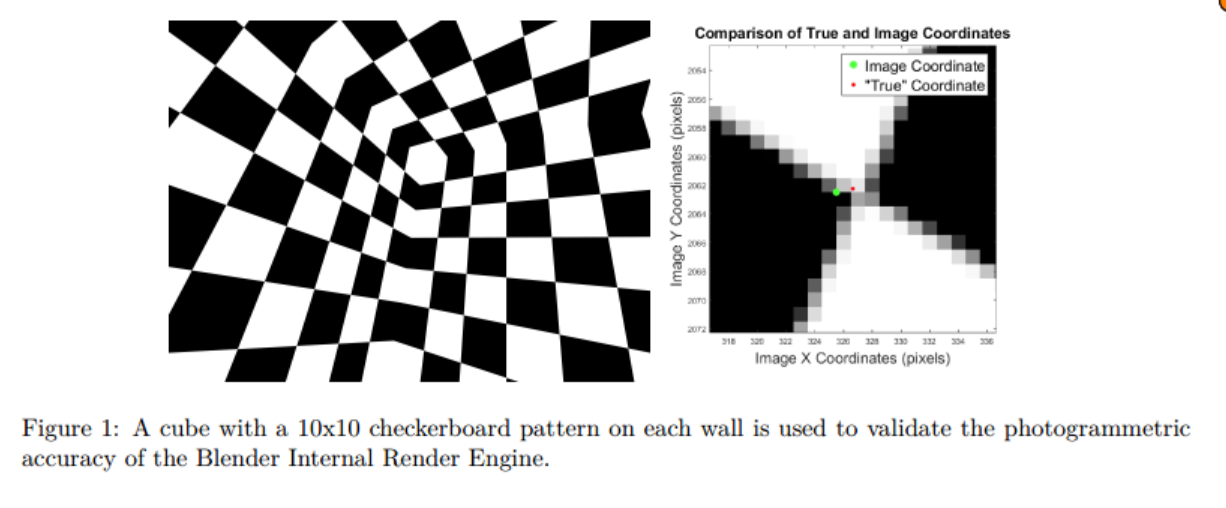 Comparison of True and Image Coordinates
Image Coordinate
"True" Coordinate
Image Y Coordinates (pixels)
2054
2056
2058
2060
2062
2064
2066
2068
2070
2072
318 320 322 324 326 328 330 332 334 336
Image X Coordinates (pixels)
Figure 1: A cube with a 10x10 checkerboard pattern on each wall is used to validate the photogrammetric
accuracy of the Blender Internal Render Engine.